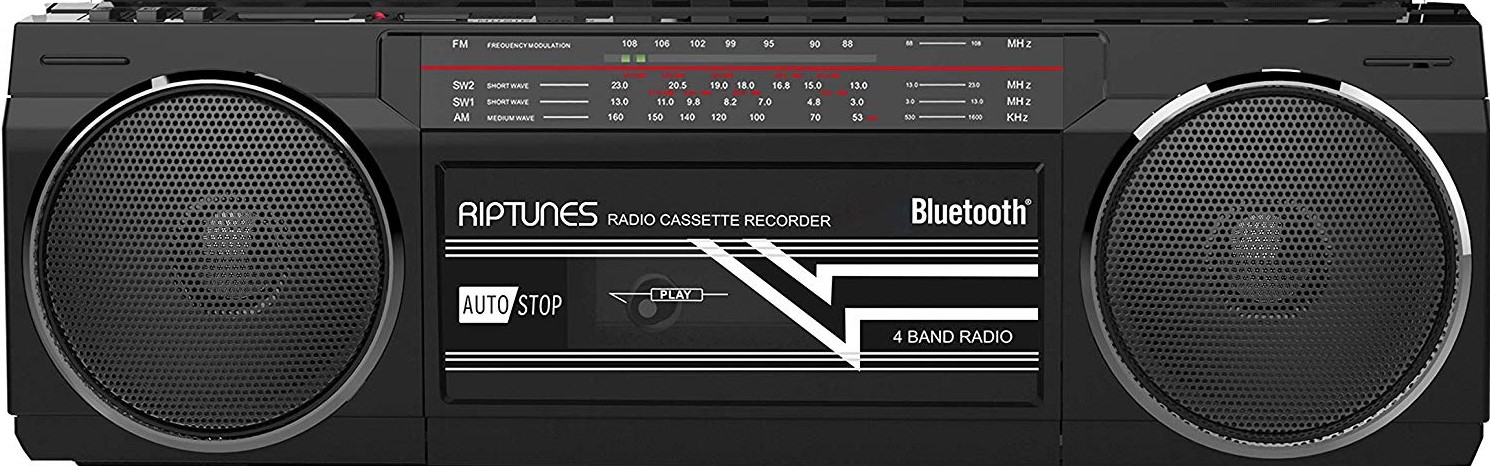 FM FREQUENCY MODULATION 108 106 102 99 95 90 88 88 108 MHz
SW2 SHORT WAVE 23.0 20.5 19.0 18.0 16.8 15.0 13.0 13.0 23.0 MHz
SW1 SHORT WAVE 13.0 11.0 9.8 8.2 7.0 4.8 3.0 3.0 13.0 MHz
AM MEDIUM WAVE 160 150 140 120 100 70 53 530 1600 KHz
RIPTUNES RADIO CASSETTE RECORDER Bluetooth®
AUTO STOP
PLAY
4 BAND RADIO